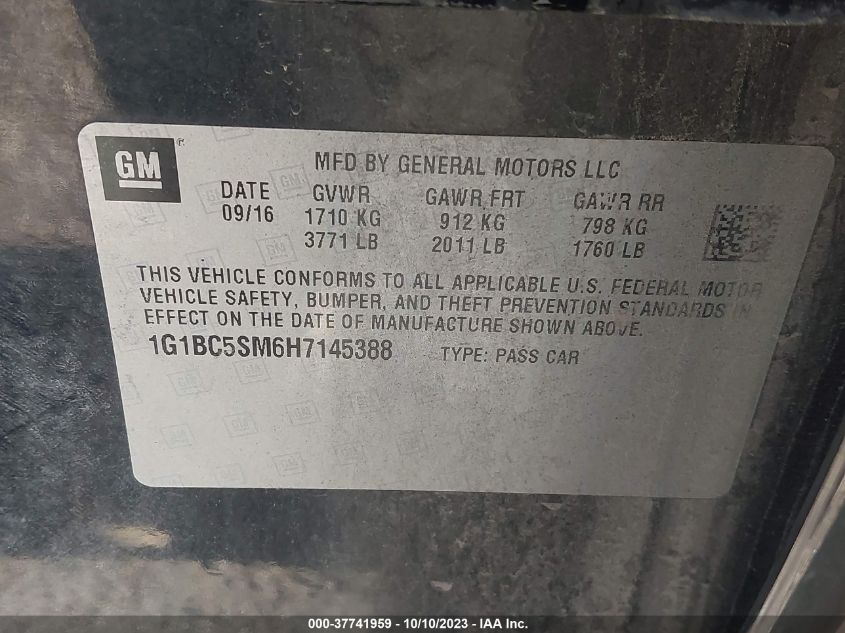 GM®
MFD BY GENERAL MOTORS LLC
DATE GVWR GAWR FRT GAWR RR
09/16 1710 KG 912 KG 798 KG
3771 LB 2011 LB 1760 LB
THIS VEHICLE CONFORMS TO ALL APPLICABLE U.S. FEDERAL MOTOR
VEHICLE SAFETY, BUMPER, AND THEFT PREVENTION STANDARDS IN
EFFECT ON THE DATE OF MANUFACTURE SHOWN ABOVE.
1G1BC5SM6H7145388 TYPE: PASS CAR
000-37741959 - 10/10/2023 - IAA Inc.